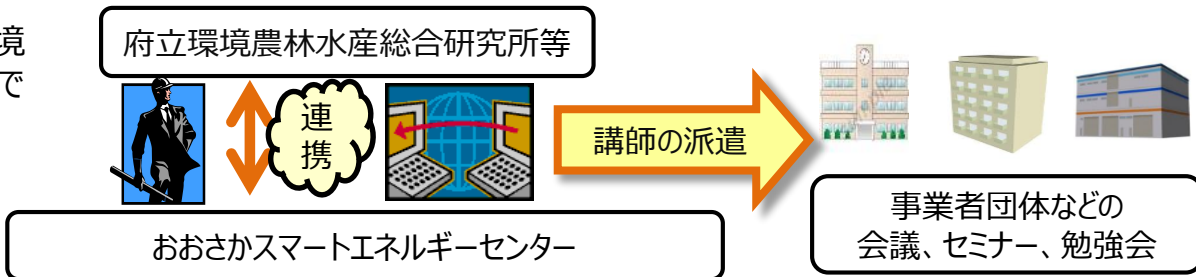 境
で
府立環境農林水産総合研究所等
連
携
講師の派遣
おおさかスマートエネルギーセンター
事業者団体などの
会議、セミナー、勉強会